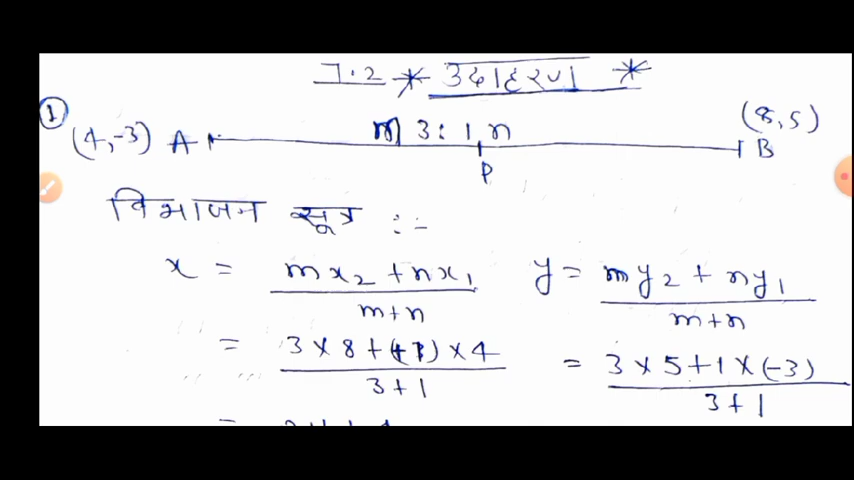 7.2 * उदाहरण *
1
(4,-3) A m 3:1, n (8,5)
P B
विभाजन सूत्र :-
x = mx₂ + nx₁ / m+n y = my₂ + ny₁ / m+n
= 3 × 8 + (+1) × 4 / 3 + 1 = 3 × 5 + 1 × (-3) / 3 + 1
=